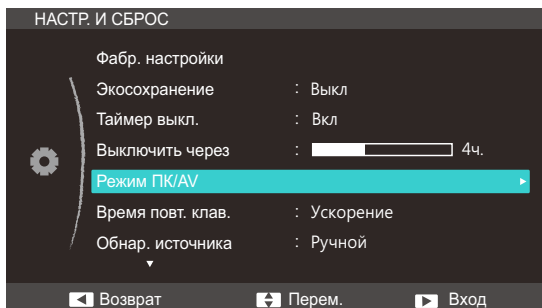 НАСТР. И СБРОС
Фабр. настройки
Экосохранение : Выкл
Таймер выкл. : Вкл
Выключить через : 4ч.
Режим ПК/AV
Время повт. клав. : Ускорение
Обнар. источника : Ручной
Возврат Перем. Вход